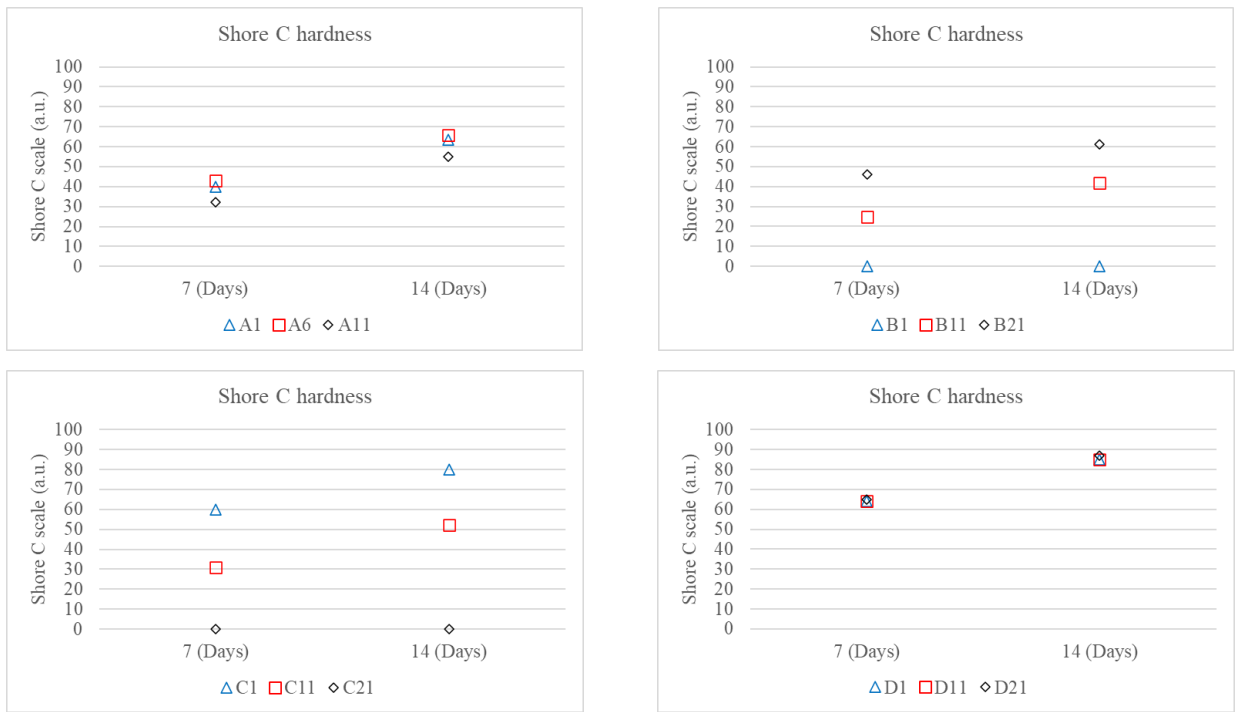 Shore C hardness
Shore C scale (a.u.)
100
90
80
70
60
50
40
30
20
10
0
7 (Days)
14 (Days)
A1 A6 A11
Shore C hardness
Shore C scale (a.u.)
100
90
80
70
60
50
40
30
20
10
0
7 (Days)
14 (Days)
B1 B11 B21
Shore C hardness
Shore C scale (a.u.)
100
90
80
70
60
50
40
30
20
10
0
7 (Days)
14 (Days)
C1 C11 C21
Shore C hardness
Shore C scale (a.u.)
100
90
80
70
60
50
40
30
20
10
0
7 (Days)
14 (Days)
D1 D11 D21